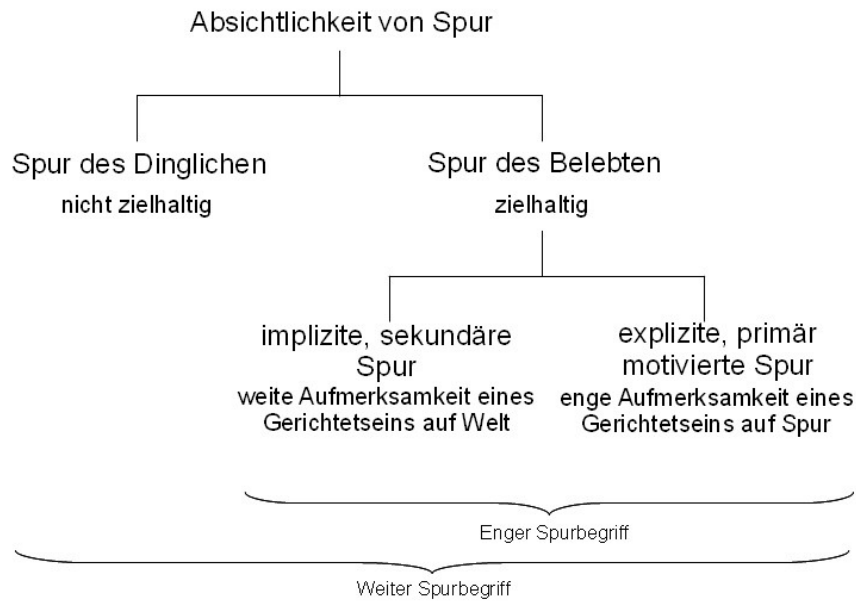 Absichtlichkeit von Spur
Spur des Dinglichen
nicht zielhaltig
Spur des Belebten
zielhaltig
implizite, sekundäre
Spur
weite Aufmerksamkeit eines
Gerichtetseins auf Welt
explizite, primär
motivierte Spur
enge Aufmerksamkeit eines
Gerichtetseins auf Spur
Enger Spurbegriff
Weiter Spurbegriff